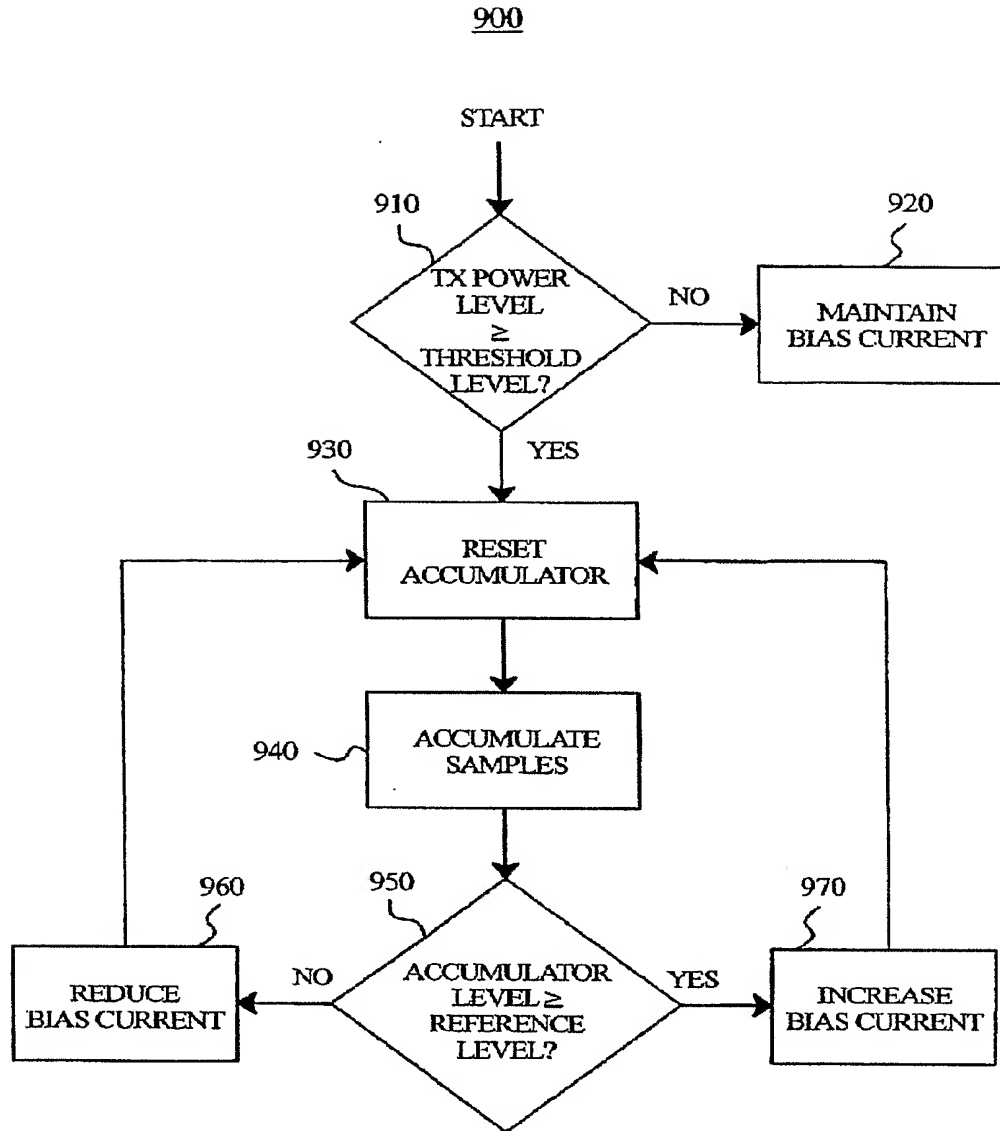 900
START
910
TX POWER
LEVEL
≥
THRESHOLD
LEVEL?
NO
920
MAINTAIN
BIAS CURRENT
YES
930
RESET
ACCUMULATOR
940
ACCUMULATE
SAMPLES
950
ACCUMULATOR
LEVEL ≥
REFERENCE
LEVEL?
NO
960
REDUCE
BIAS CURRENT
YES
970
INCREASE
BIAS CURRENT